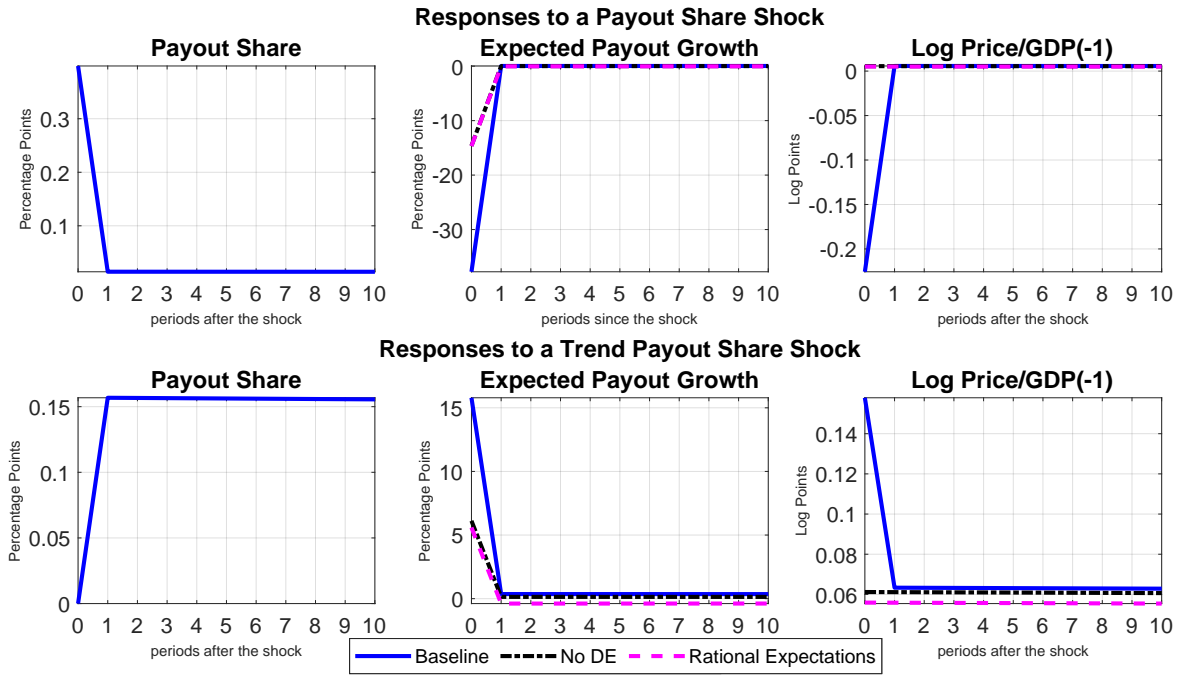 Responses to a Payout Share Shock
Payout Share
Expected Payout Growth
Log Price/GDP(-1)
Percentage Points
0.3
0.2
0.1
0 1 2 3 4 5 6 7 8 9 10
periods after the shock
Percentage Points
0
-10
-20
-30
0 1 2 3 4 5 6 7 8 9 10
periods since the shock
Log Points
0
-0.05
-0.1
-0.15
-0.2
0 1 2 3 4 5 6 7 8 9 10
periods after the shock
Responses to a Trend Payout Share Shock
Payout Share
Expected Payout Growth
Log Price/GDP(-1)
Percentage Points
0.15
0.1
0.05
0
0 1 2 3 4 5 6 7 8 9 10
periods after the shock
Percentage Points
15
10
5
0
0 1 2 3 4 5 6 7 8 9 10
periods after the shock
Log Points
0.14
0.12
0.1
0.08
0.06
0 1 2 3 4 5 6 7 8 9 10
periods after the shock
Baseline No DE Rational Expectations